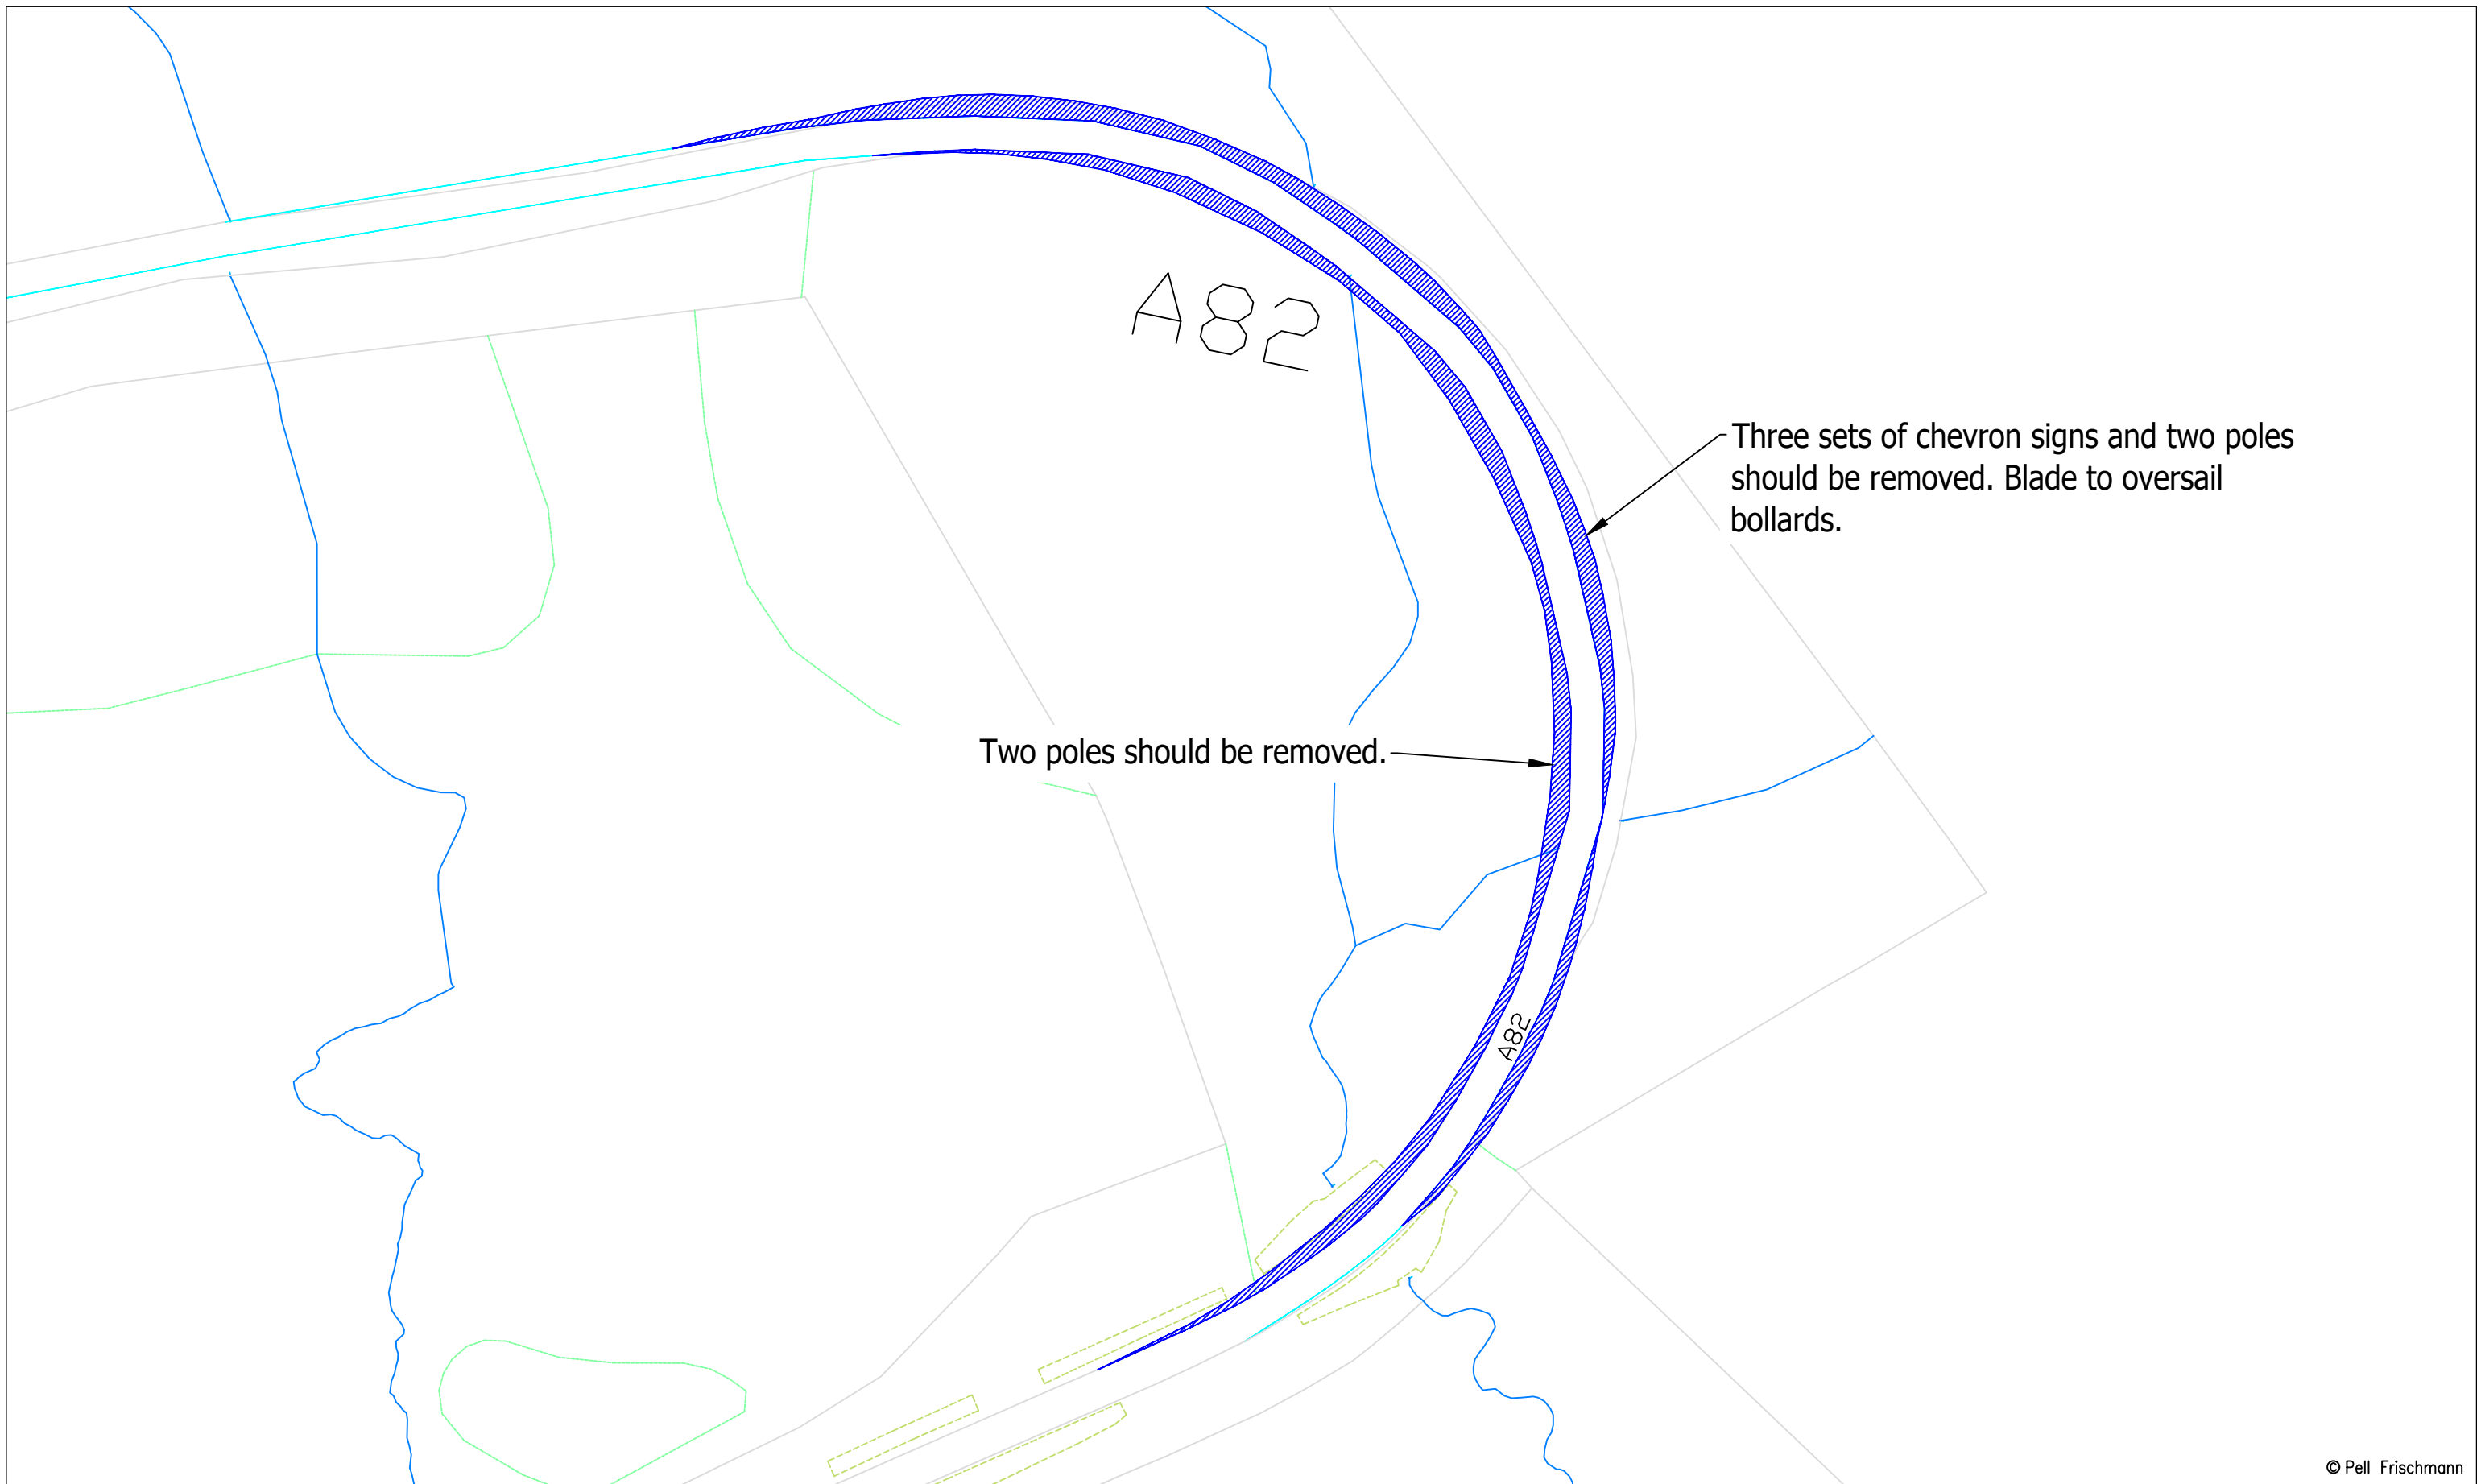 A82
Three sets of chevron signs and two poles
should be removed. Blade to oversail
bollards.
Two poles should be removed.
A82
© Pell Frischmann